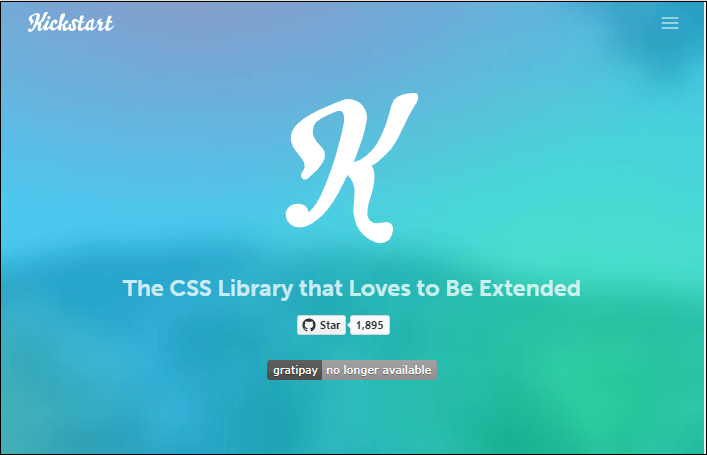 Kickstart
K
The CSS Library that Loves to Be Extended
Star 1,895
gratipay no longer available